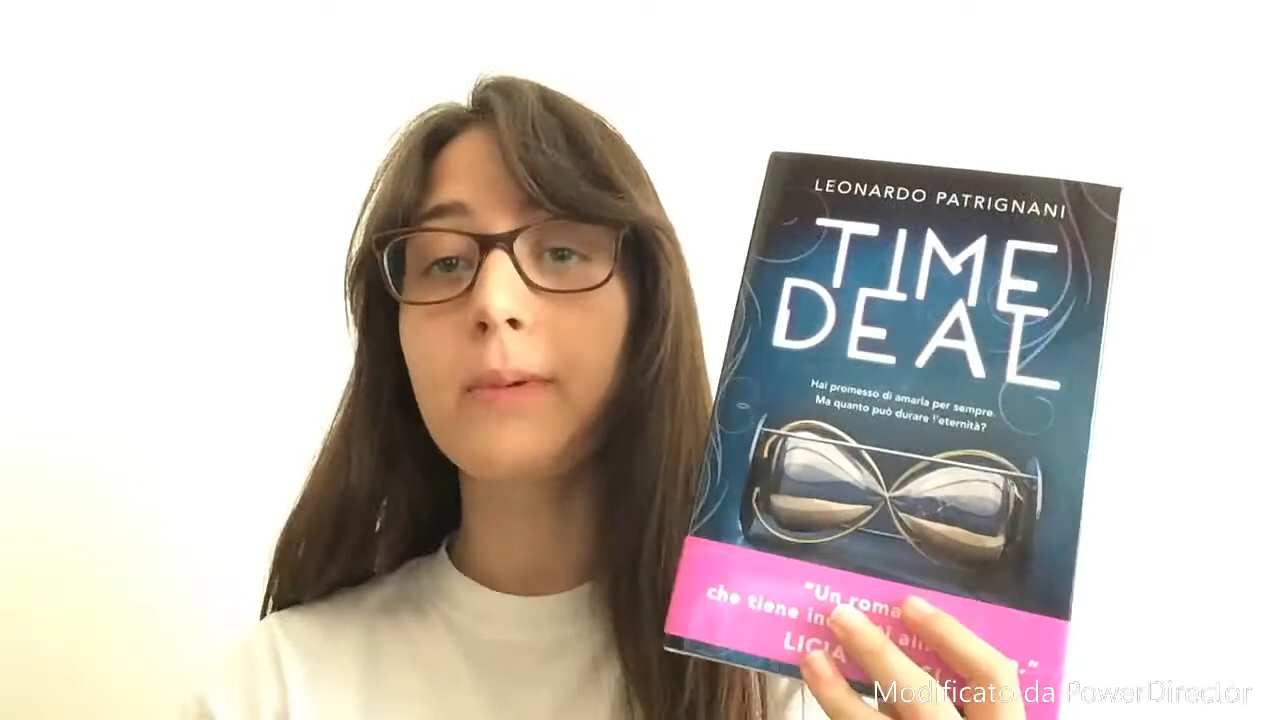 LEONARDO PATRIGNANI
TIME
DEAL
Hai promesso di amarla per sempre.
Ma quanto può durare l'eternità?
"Un roma
che tiene in
LICIA
Modificato da PowerDirector